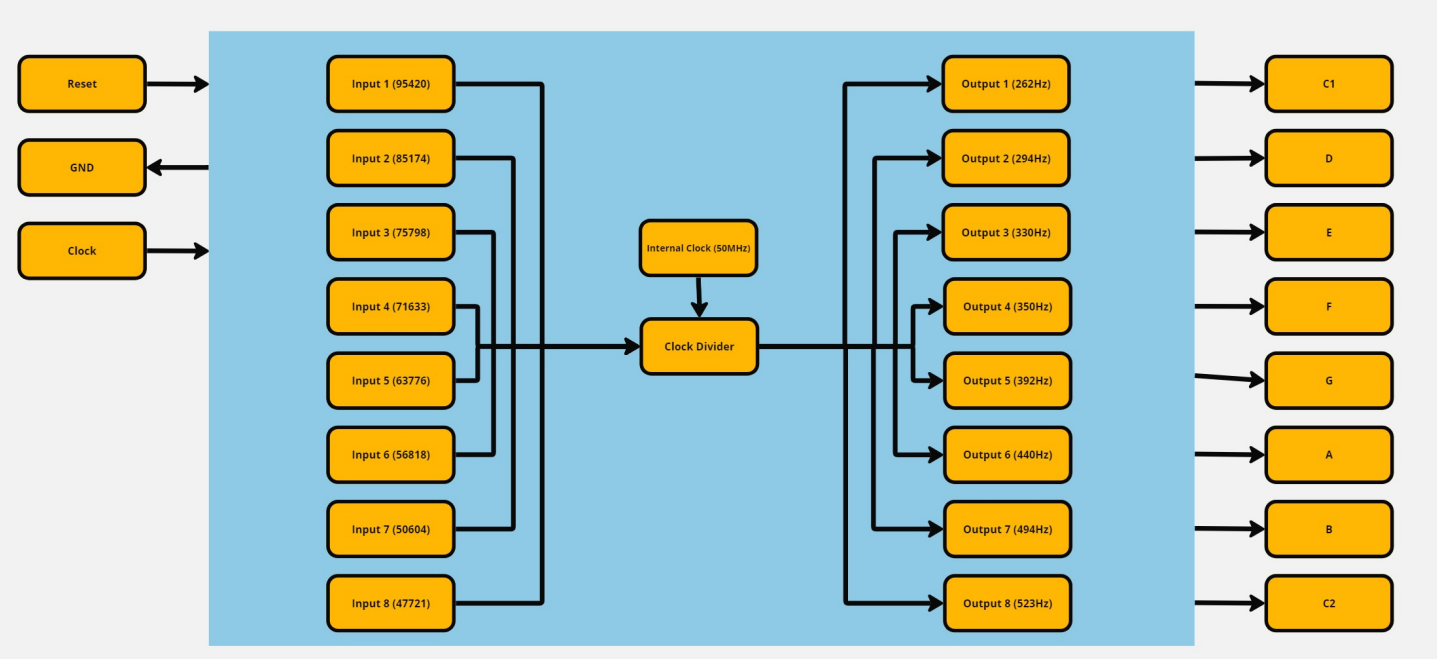 Reset
GND
Clock
Input 1 (95420)
Input 2 (85174)
Input 3 (75798)
Input 4 (71633)
Input 5 (63776)
Input 6 (56818)
Input 7 (50604)
Input 8 (47721)
Internal Clock (50MHz)
Clock Divider
Output 1 (262Hz)
Output 2 (294Hz)
Output 3 (330Hz)
Output 4 (350Hz)
Output 5 (392Hz)
Output 6 (440Hz)
Output 7 (494Hz)
Output 8 (523Hz)
C1
D
E
F
G
A
B
C2